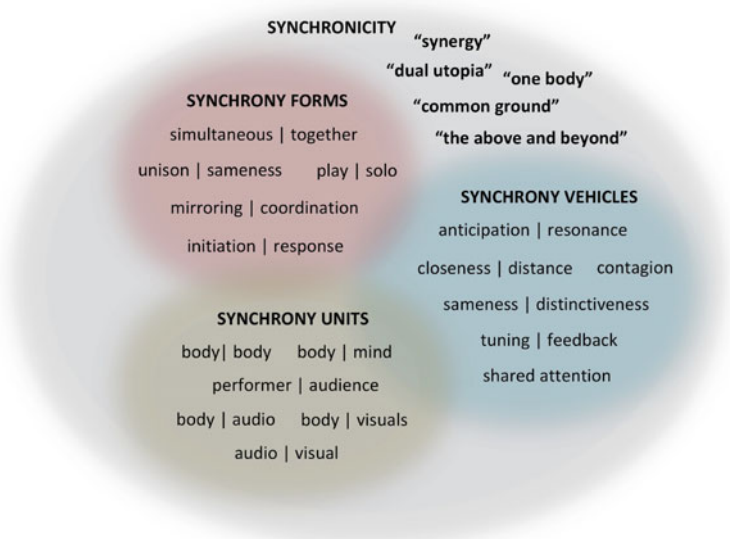 SYNCHRONICITY
“synergy”
“dual utopia” “one body”
“common ground”
“the above and beyond”
SYNCHRONY FORMS
simultaneous | together
unison | sameness play | solo
mirroring | coordination
initiation | response
SYNCHRONY VEHICLES
anticipation | resonance
closeness | distance contagion
sameness | distinctiveness
tuning | feedback
shared attention
SYNCHRONY UNITS
body| body body | mind
performer | audience
body | audio body | visuals
audio | visual